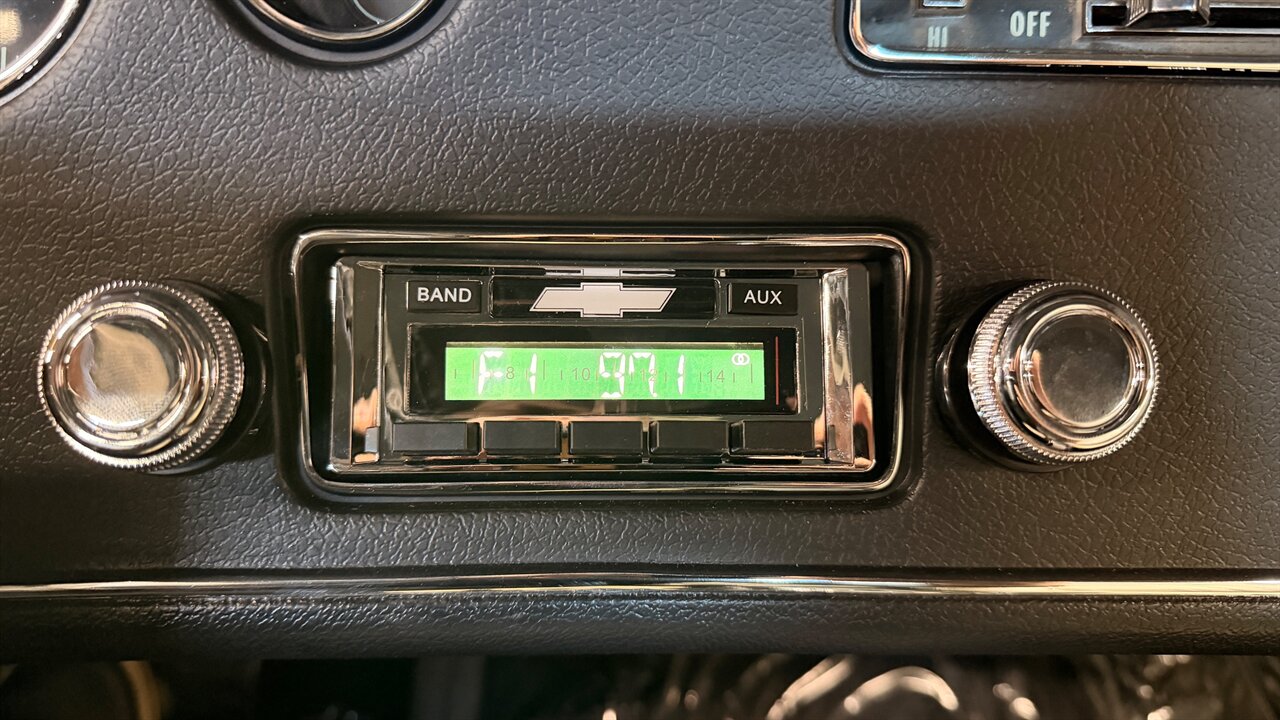 HI OFF
BAND AUX
F1 97.1
8 10 12 14